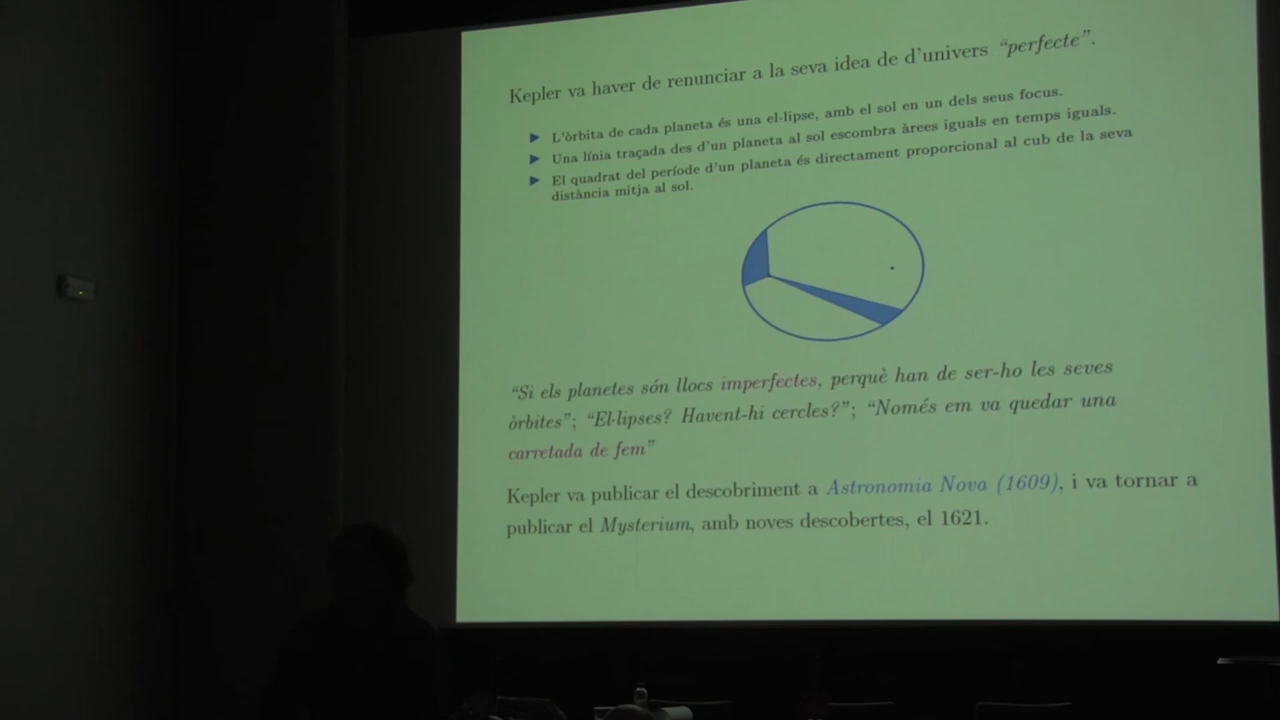 Kepler va haver de renunciar a la seva idea de d'univers “perfecte”.
▶ L'òrbita de cada planeta és una el·lipse, amb el sol en un dels seus focus.
▶ Una línia traçada des d'un planeta al sol escombra àrees iguals en temps iguals.
▶ El quadrat del període d'un planeta és directament proporcional al cub de la seva
distància mitja al sol.
“Si els planetes són llocs imperfectes, perquè han de ser-ho les seves
òrbites”; “El·lipses? Havent-hi cercles?”; “Només em va quedar una
carretada de fem”
Kepler va publicar el descobriment a Astronomia Nova (1609), i va tornar a
publicar el Mysterium, amb noves descobertes, el 1621.